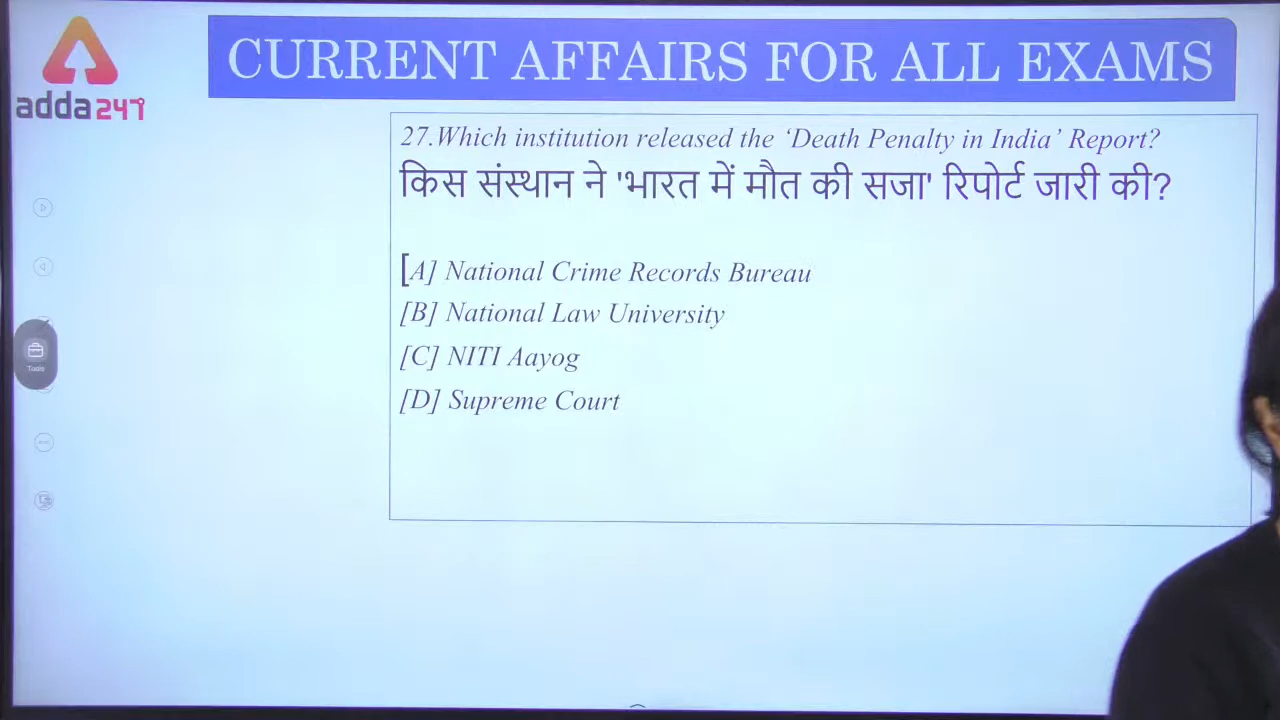 adda247
CURRENT AFFAIRS FOR ALL EXAMS
27.Which institution released the ‘Death Penalty in India’ Report?
किस संस्थान ने 'भारत में मौत की सजा' रिपोर्ट जारी की?
[A] National Crime Records Bureau
[B] National Law University
[C] NITI Aayog
[D] Supreme Court
Tools